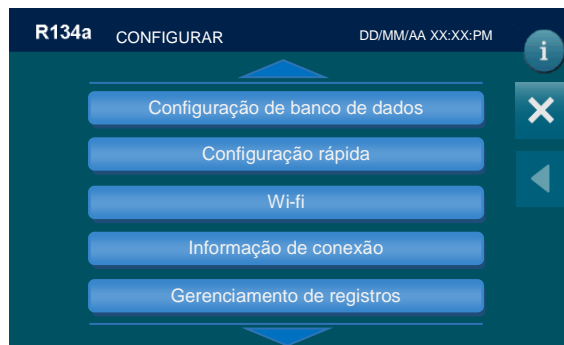 R134a CONFIGURAR DD/MM/AA XX:XX:PM
i
Configuração de banco de dados
Configuração rápida
Wi-fi
Informação de conexão
Gerenciamento de registros